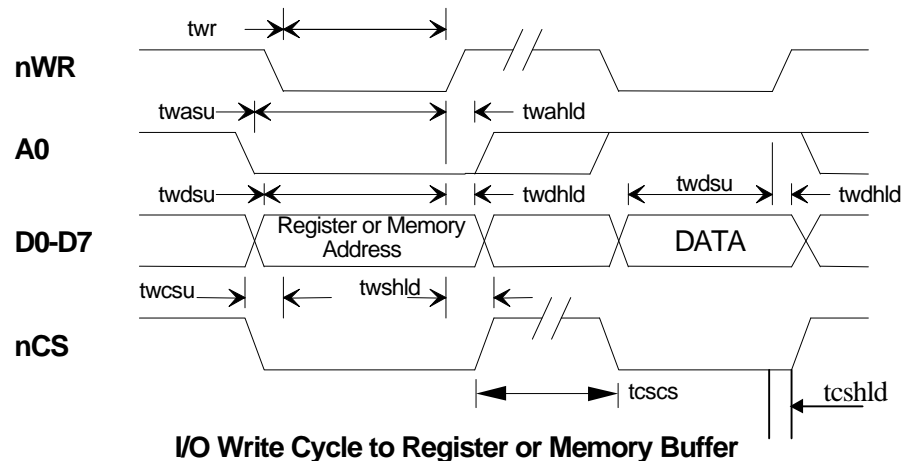 twr
nWR
twasu
twahld
A0
twdsu
twdhld
twdsu
twdhld
D0-D7
Register or Memory
Address
DATA
twcsu
twshld
nCS
tcscs
tcshld
I/O Write Cycle to Register or Memory Buffer